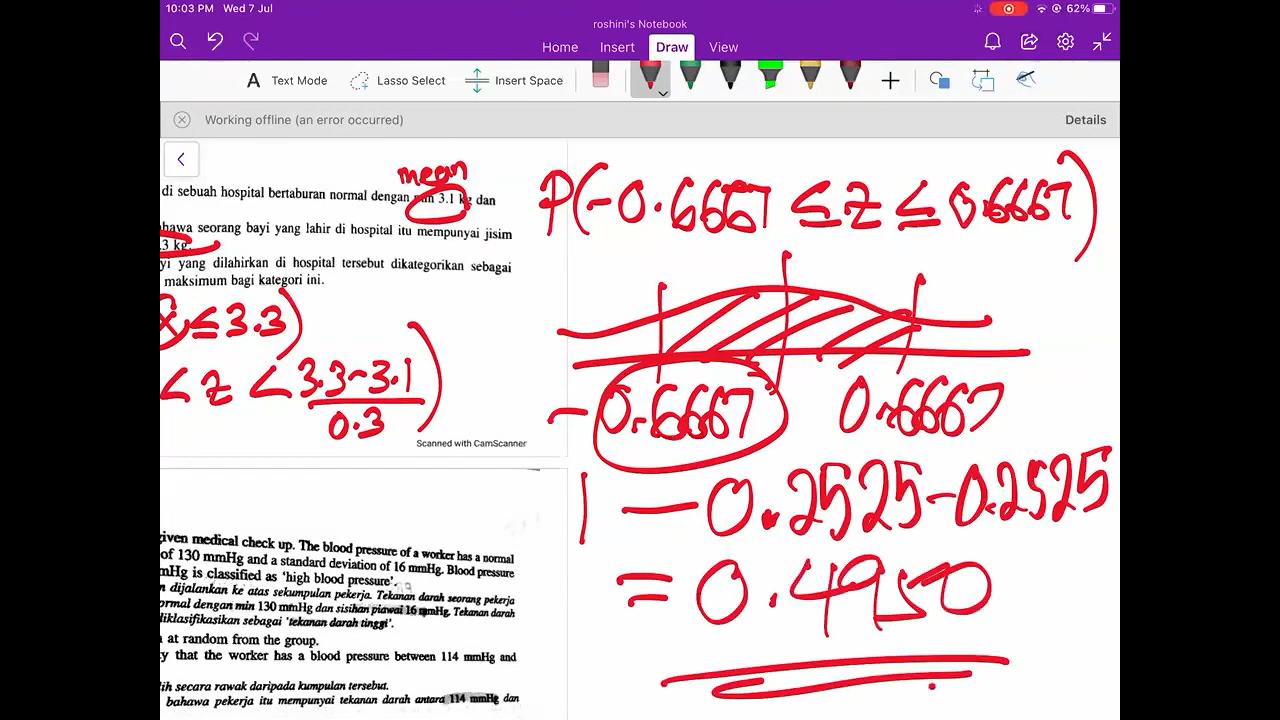 10:03 PM Wed 7 Jul
62%
roshini's Notebook
Home Insert Draw View
Text Mode Lasso Select Insert Space
Working offline (an error occurred) Details
mean
di sebuah hospital bertaburan normal dengan 3.1 kg dan
hawa seorang bayi yang lahir di hospital itu mempunyai jisim
.3 kg.
yi yang dilahirkan di hospital tersebut dikategorikan sebagai
maksimum bagi kategori ini.
x ≤ 3.3)
< z < 3.3-3.1
0.3
)
Scanned with CamScanner
P(-0.6667 ≤ z ≤ 0.6667)
-0.6667 0.6667
1 - 0.2525 - 0.2525
= 0.4950
given medical check up. The blood pressure of a worker has a normal
of 130 mmHg and a standard deviation of 16 mmHg. Blood pressure
mHg is classified as 'high blood pressure'.
n dijalankan ke atas sekumpulan pekerja. Tekanan darah seorang pekerja
ormal dengan min 130 mmHg dan sisihan piawai 16 mmHg. Tekanan darah
diklasifikasikan sebagai 'tekanan darah tinggi'.
n at random from the group.
ty that the worker has a blood pressure between 114 mmHg and
lih secara rawak daripada kumpulan tersebut.
bahawa pekerja itu mempunyai tekanan darah antara 114 mmHg dan